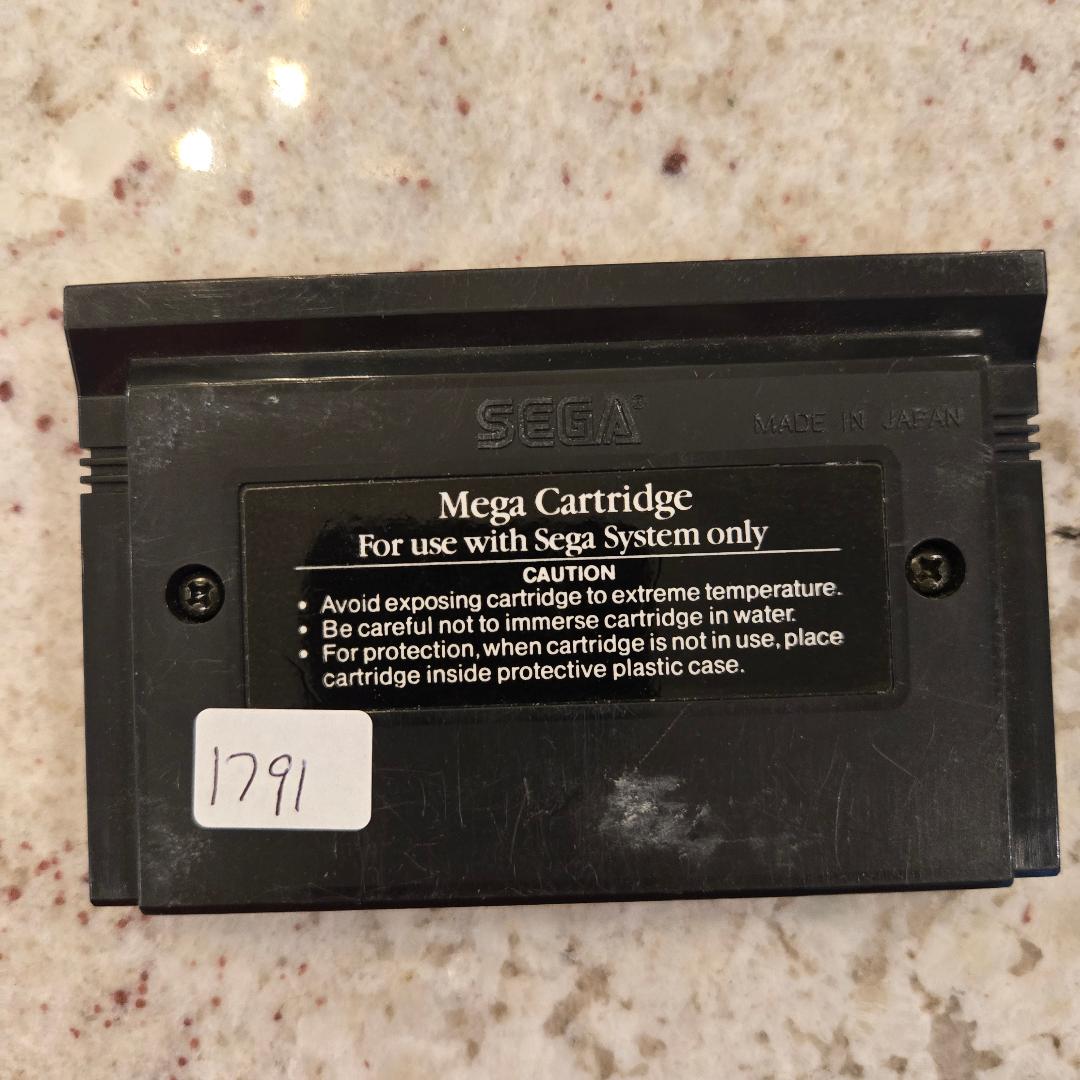 SEGA®
MADE IN JAPAN
Mega Cartridge
For use with Sega System only
CAUTION
• Avoid exposing cartridge to extreme temperature.
• Be careful not to immerse cartridge in water.
• For protection, when cartridge is not in use, place
cartridge inside protective plastic case.
1791